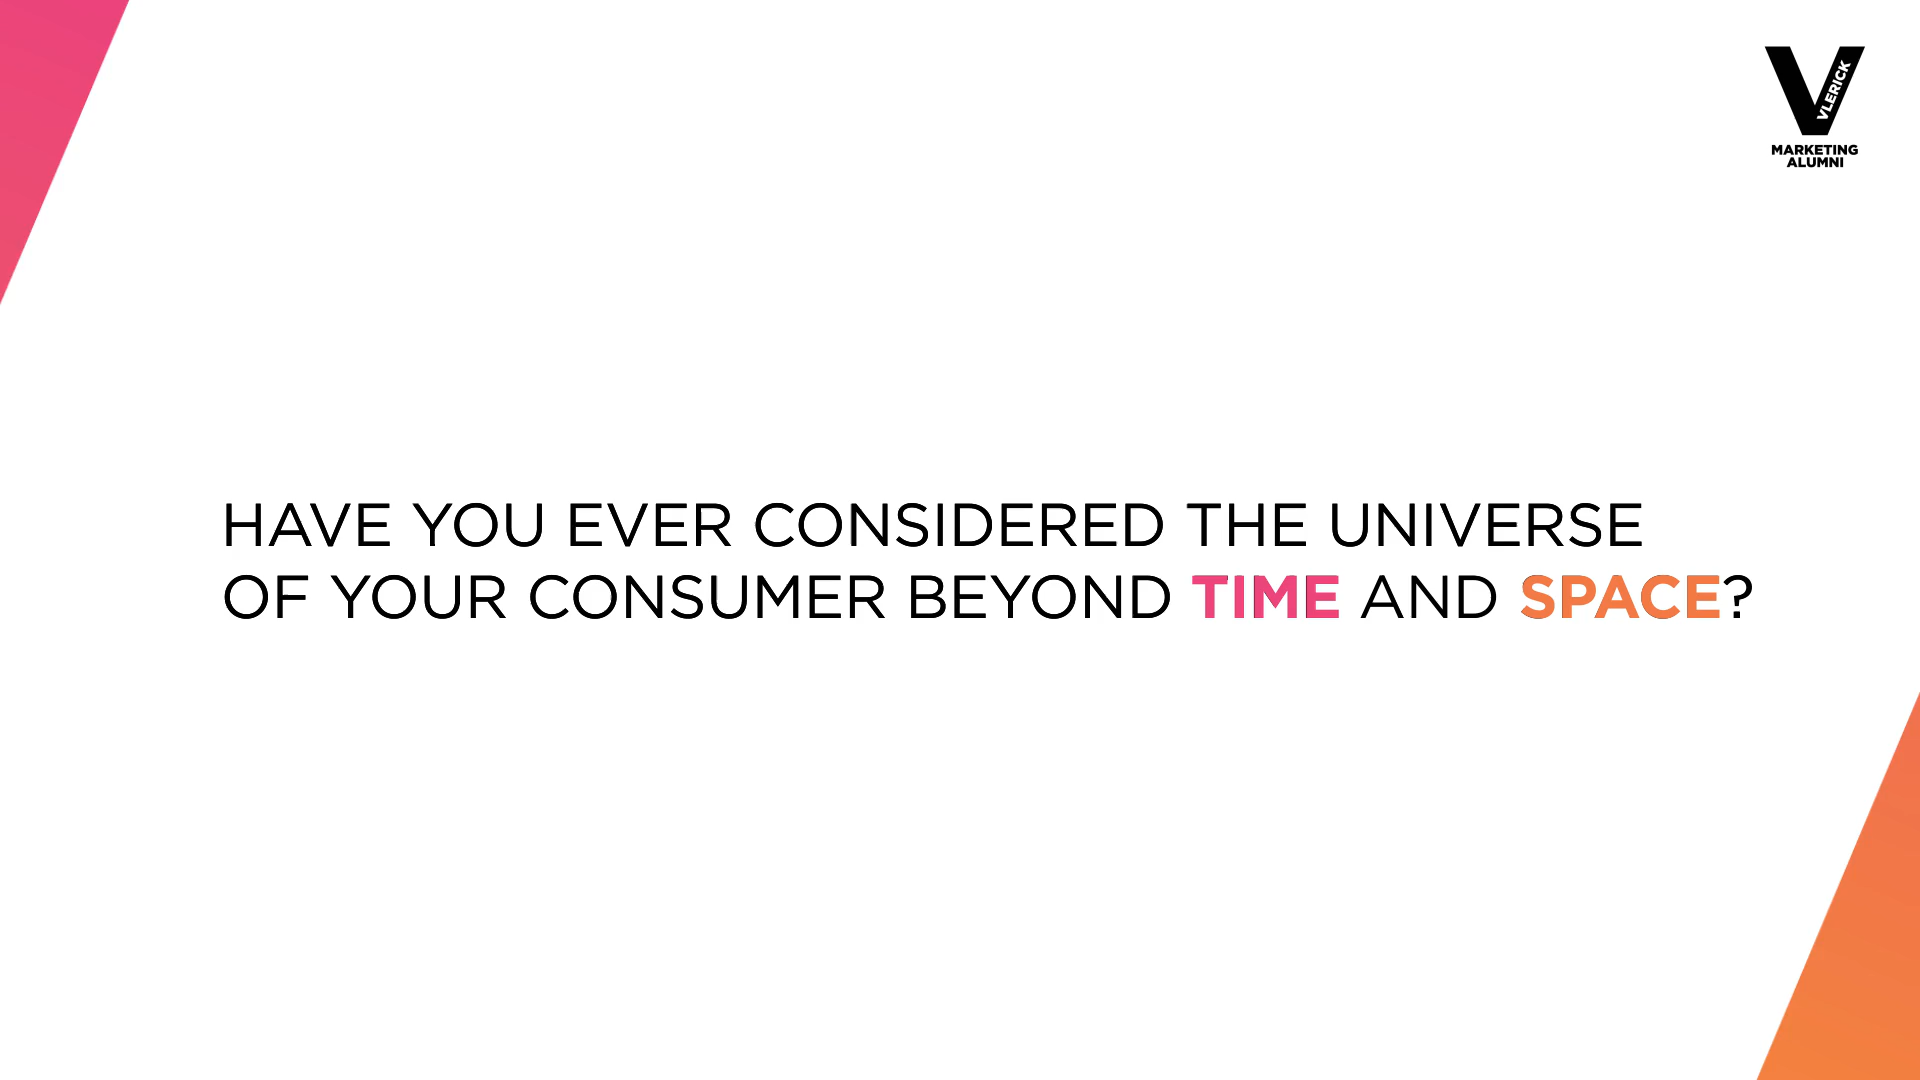 VLERICK
MARKETING
ALUMNI
HAVE YOU EVER CONSIDERED THE UNIVERSE
OF YOUR CONSUMER BEYOND TIME AND SPACE?